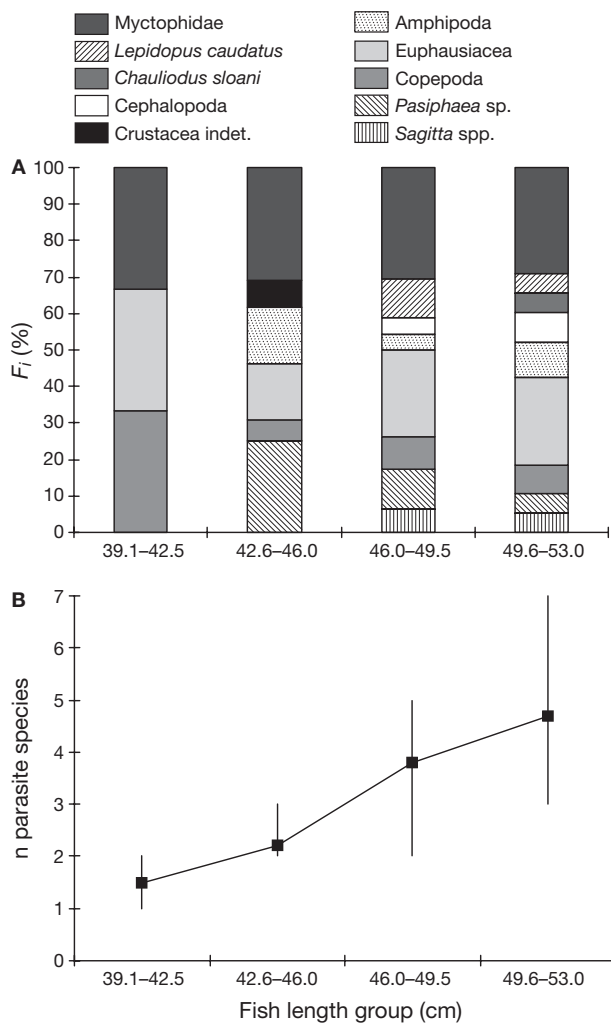 Myctophidae
Lepidopus caudatus
Chauliodus sloani
Cephalopoda
Crustacea indet.
Amphipoda
Euphausiacea
Copepoda
Pasiphaea sp.
Sagitta spp.
A
100
90
80
70
60
50
40
30
20
10
0
Fi (%)
39.1–42.5 42.6–46.0 46.0–49.5 49.6–53.0
B
7
6
5
4
3
2
1
0
n parasite species
39.1–42.5 42.6–46.0 46.0–49.5 49.6–53.0
Fish length group (cm)